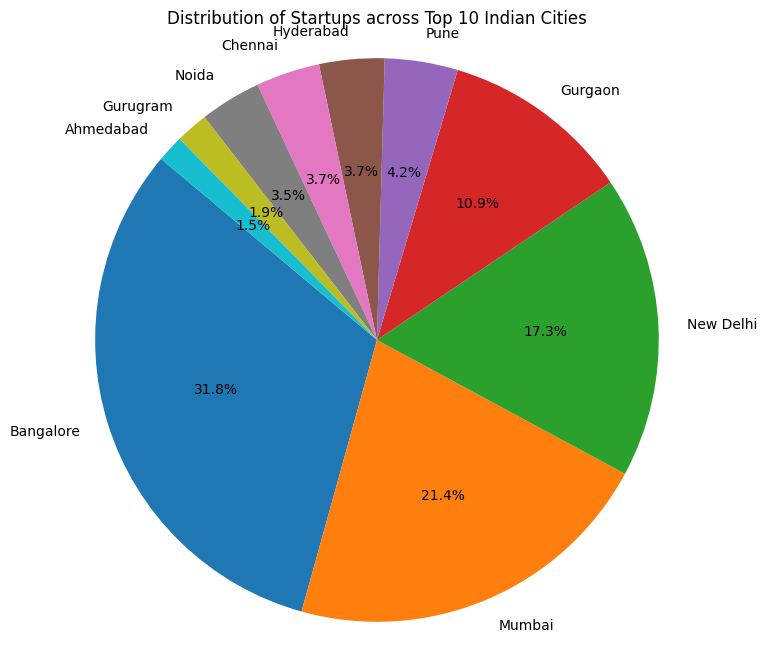 Distribution of Startups across Top 10 Indian Cities
Hyderabad
Pune
Chennai
Noida
Gurgaon
Gurugram
Ahmedabad
3.7%
3.7%
4.2%
3.5%
10.9%
1.9%
1.5%
New Delhi
17.3%
31.8%
Bangalore
21.4%
Mumbai